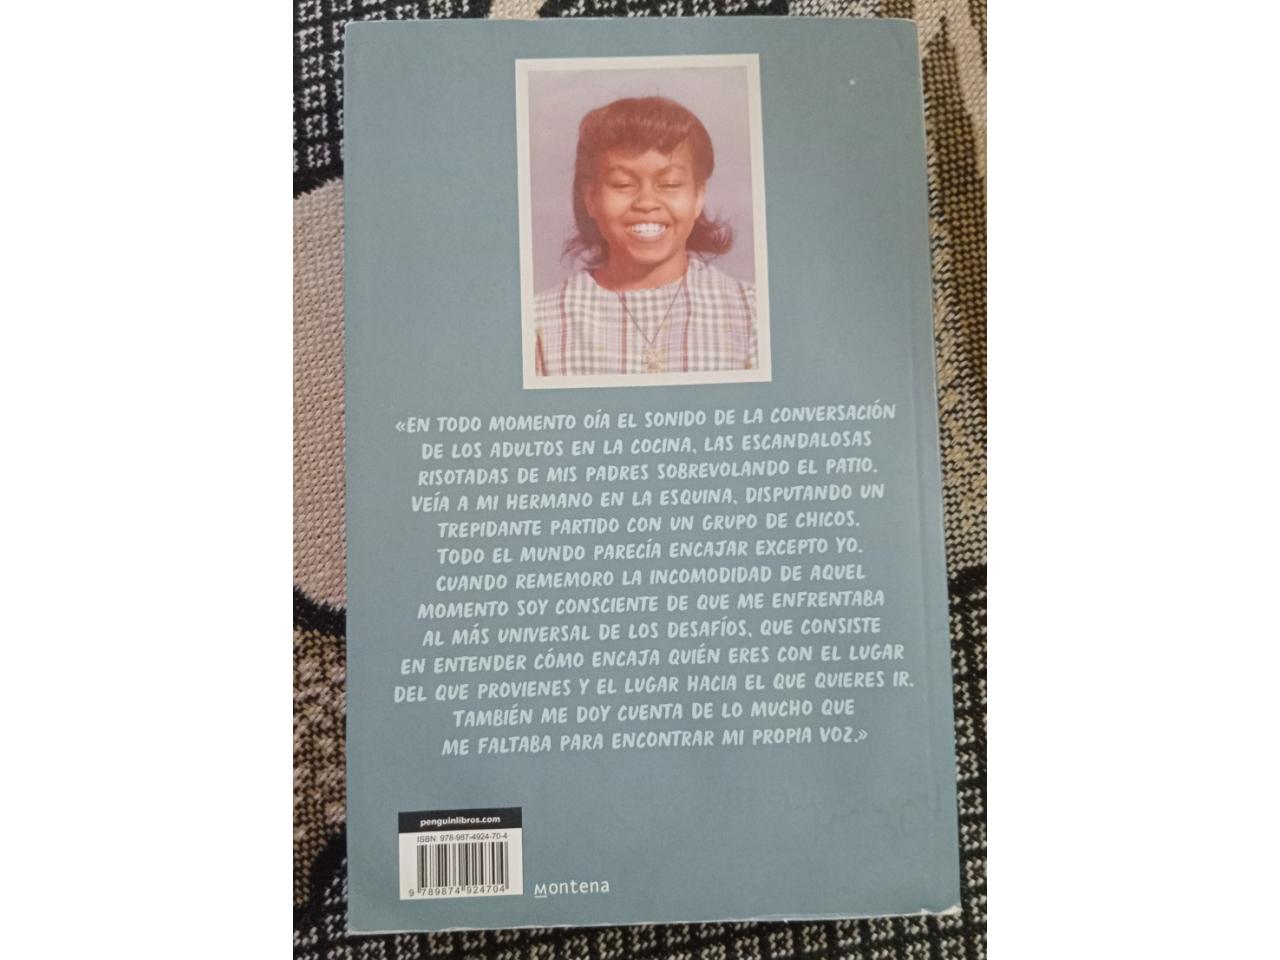 «EN TODO MOMENTO OÍA EL SONIDO DE LA CONVERSACIÓN
DE LOS ADULTOS EN LA COCINA, LAS ESCANDALOSAS
RISOTADAS DE MIS PADRES SOBREVOLANDO EL PATIO.
VEÍA A MI HERMANO EN LA ESQUINA, DISPUTANDO UN
TREPIDANTE PARTIDO CON UN GRUPO DE CHICOS.
TODO EL MUNDO PARECÍA ENCAJAR EXCEPTO YO.
CUANDO REMEMORO LA INCOMODIDAD DE AQUEL
MOMENTO SOY CONSCIENTE DE QUE ME ENFRENTABA
AL MÁS UNIVERSAL DE LOS DESAFÍOS, QUE CONSISTE
EN ENTENDER CÓMO ENCAJA QUIÉN ERES CON EL LUGAR
DEL QUE PROVIENES Y EL LUGAR HACIA EL QUE QUIERES IR.
TAMBIÉN ME DOY CUENTA DE LO MUCHO QUE
ME FALTABA PARA ENCONTRAR MI PROPIA VOZ.»
penguinlibros.com
ISBN: 978-987-4924-70-4
9 789874 924704
Montena